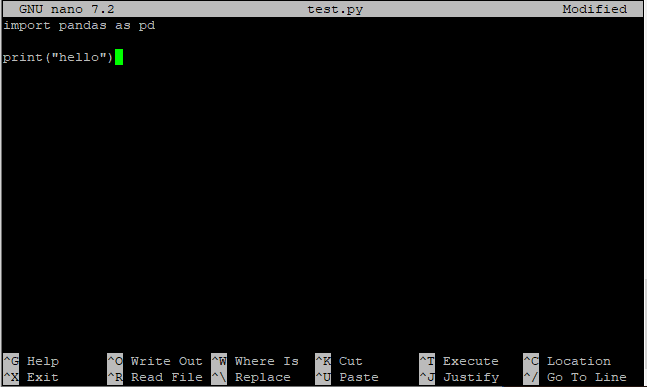 GNU nano 7.2 test.py Modified
import pandas as pd
print("hello")
^G Help ^O Write Out ^W Where Is ^K Cut ^T Execute ^C Location
^X Exit ^R Read File ^\ Replace ^U Paste ^J Justify ^/ Go To Line